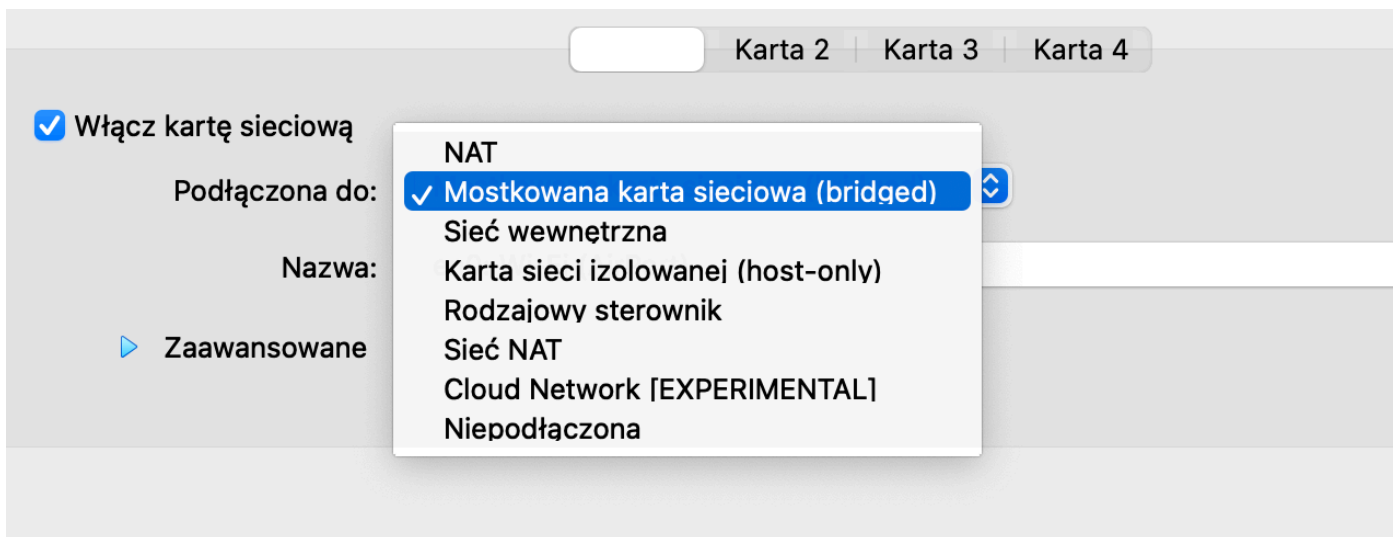 Karta 2 Karta 3 Karta 4
Włącz kartę sieciową
NAT
Podłączona do: ✓ Mostkowana karta sieciowa (bridged)
Sieć wewnętrzna
Nazwa: Karta sieci izolowanej (host-only)
Rodzajowy sterownik
Zaawansowane Sieć NAT
Cloud Network [EXPERIMENTAL]
Niepodłączona